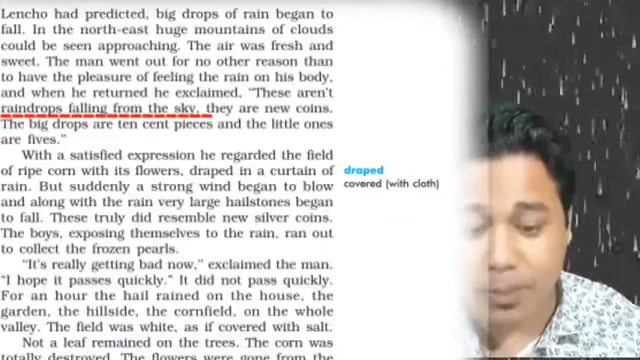 Lencho had predicted, big drops of rain began to
fall. In the north-east huge mountains of clouds
could be seen approaching. The air was fresh and
sweet. The man went out for no other reason than
to have the pleasure of feeling the rain on his body,
and when he returned he exclaimed, “These aren’t
raindrops falling from the sky, they are new coins.
The big drops are ten cent pieces and the little ones
are fives.”
With a satisfied expression he regarded the field
of ripe corn with its flowers, draped in a curtain of
rain. But suddenly a strong wind began to blow
and along with the rain very large hailstones began
to fall. These truly did resemble new silver coins.
The boys, exposing themselves to the rain, ran out
to collect the frozen pearls.
“It’s really getting bad now,” exclaimed the man.
“I hope it passes quickly.” It did not pass quickly.
For an hour the hail rained on the house, the
garden, the hillside, the cornfield, on the whole
valley. The field was white, as if covered with salt.
Not a leaf remained on the trees. The corn was
totally destroyed. The flowers were gone from the
draped
covered (with cloth)